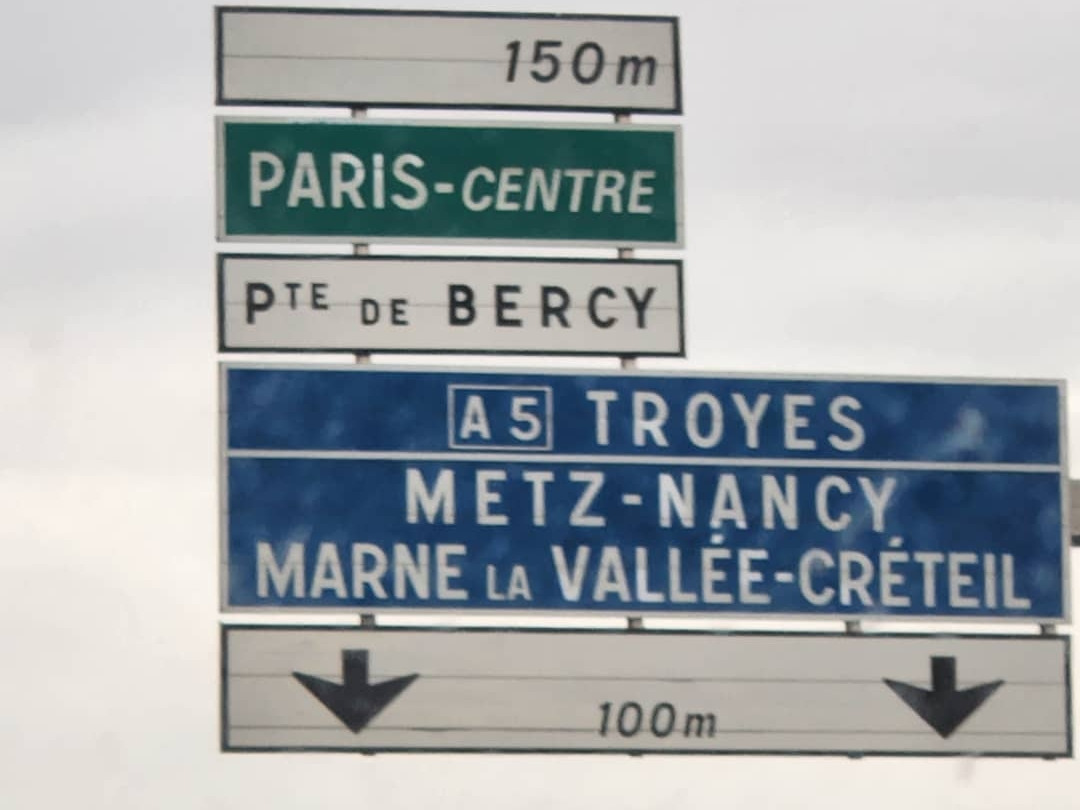 150m
PARIS-CENTRE
PTE DE BERCY
A5 TROYES
METZ-NANCY
MARNE LA VALLÉE-CRÉTEIL
100m